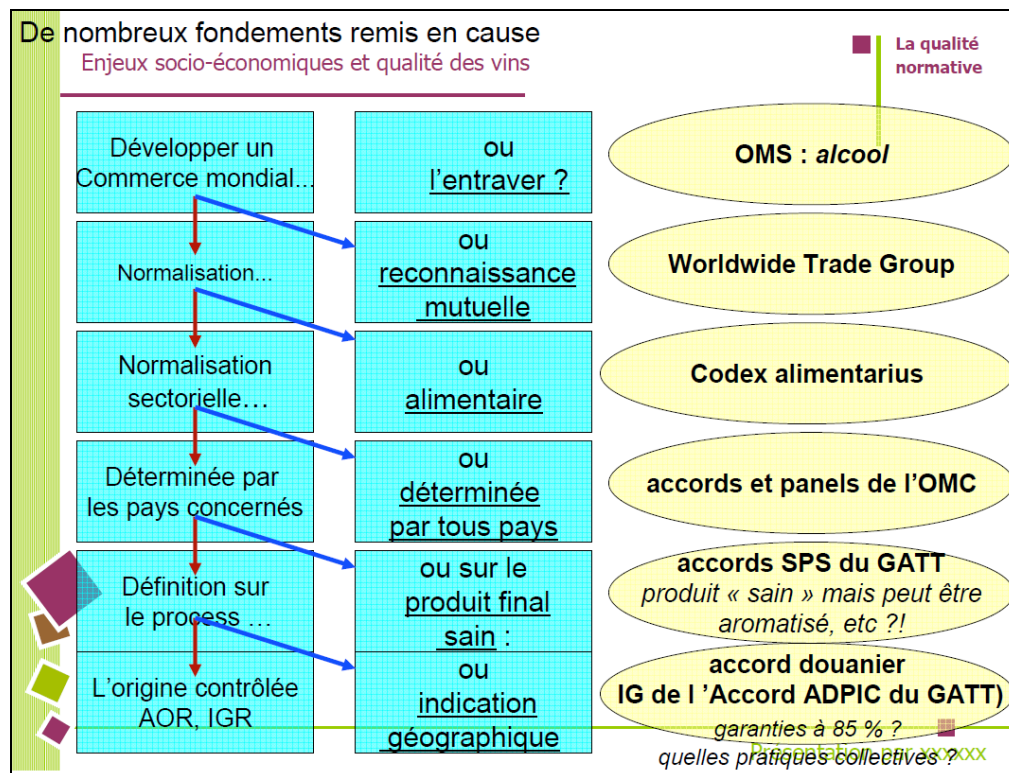 De nombreux fondements remis en cause
Enjeux socio-économiques et qualité des vins
La qualité
normative
Développer un
Commerce mondial...
ou
l'entraver ?
OMS : alcool
Normalisation...
ou
reconnaissance
mutuelle
Worldwide Trade Group
Normalisation
sectorielle…
ou
alimentaire
Codex alimentarius
Déterminée par
les pays concernés
ou
déterminée
par tous pays
accords et panels de l'OMC
Définition sur
le process …
ou sur le
produit final
sain :
accords SPS du GATT
produit « sain » mais peut être
aromatisé, etc ?!
L'origine contrôlée
AOR, IGR
ou
indication
géographique
accord douanier
IG de l 'Accord ADPIC du GATT)
garanties à 85 % ?
quelles pratiques collectives ?
Présentation par xxxxxx